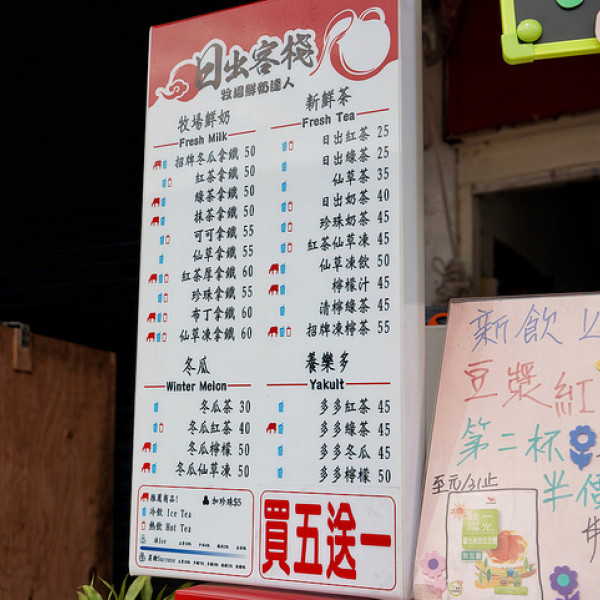 日出客棧
牧場鮮奶達人
牧場鮮奶
Fresh Milk
招牌冬瓜拿鐵 50
紅茶拿鐵 50
綠茶拿鐵 50
抹茶拿鐵 50
可可拿鐵 55
仙草拿鐵 55
紅茶厚拿鐵 60
珍珠拿鐵 55
布丁拿鐵 60
仙草凍拿鐵 60
新鮮茶
Fresh Tea
日出紅茶 25
日出綠茶 25
仙草茶 35
日出奶茶 40
珍珠奶茶 45
紅茶仙草凍 45
仙草凍飲 50
檸檬汁 45
清檸綠茶 45
招牌凍檸茶 55
冬瓜
Winter Melon
冬瓜茶 30
冬瓜紅茶 40
冬瓜檸檬 50
冬瓜仙草凍 50
養樂多
Yakult
多多紅茶 45
多多綠茶 45
多多冬瓜 45
多多檸檬 50
推薦商品! 加珍珠$5
冷飲 Ice Tea
熱飲 Hot Tea
買五送一
新飲
豆漿紅
第二杯
半價
至元/31止